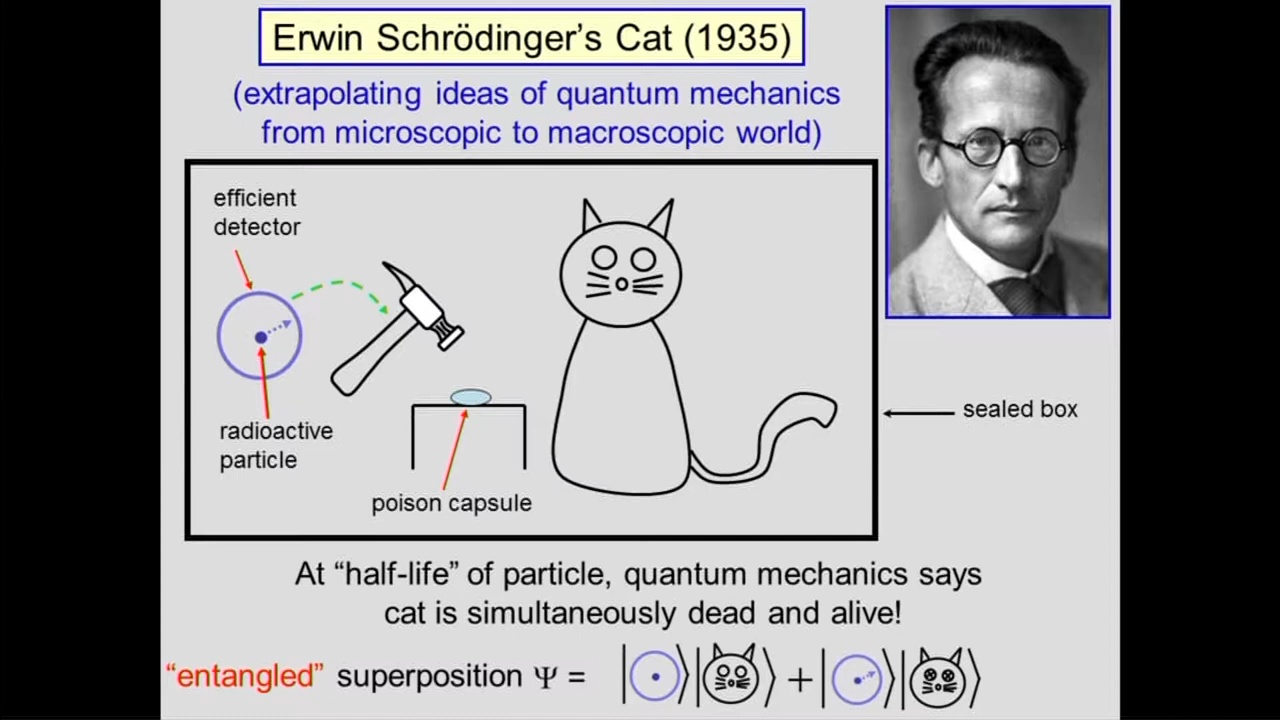 Erwin Schrödinger's Cat (1935)
(extrapolating ideas of quantum mechanics
from microscopic to macroscopic world)
efficient
detector
radioactive
particle
poison capsule
sealed box
At “half-life” of particle, quantum mechanics says
cat is simultaneously dead and alive!
“entangled” superposition Ψ = | ⟩| ⟩ + | ⟩| ⟩